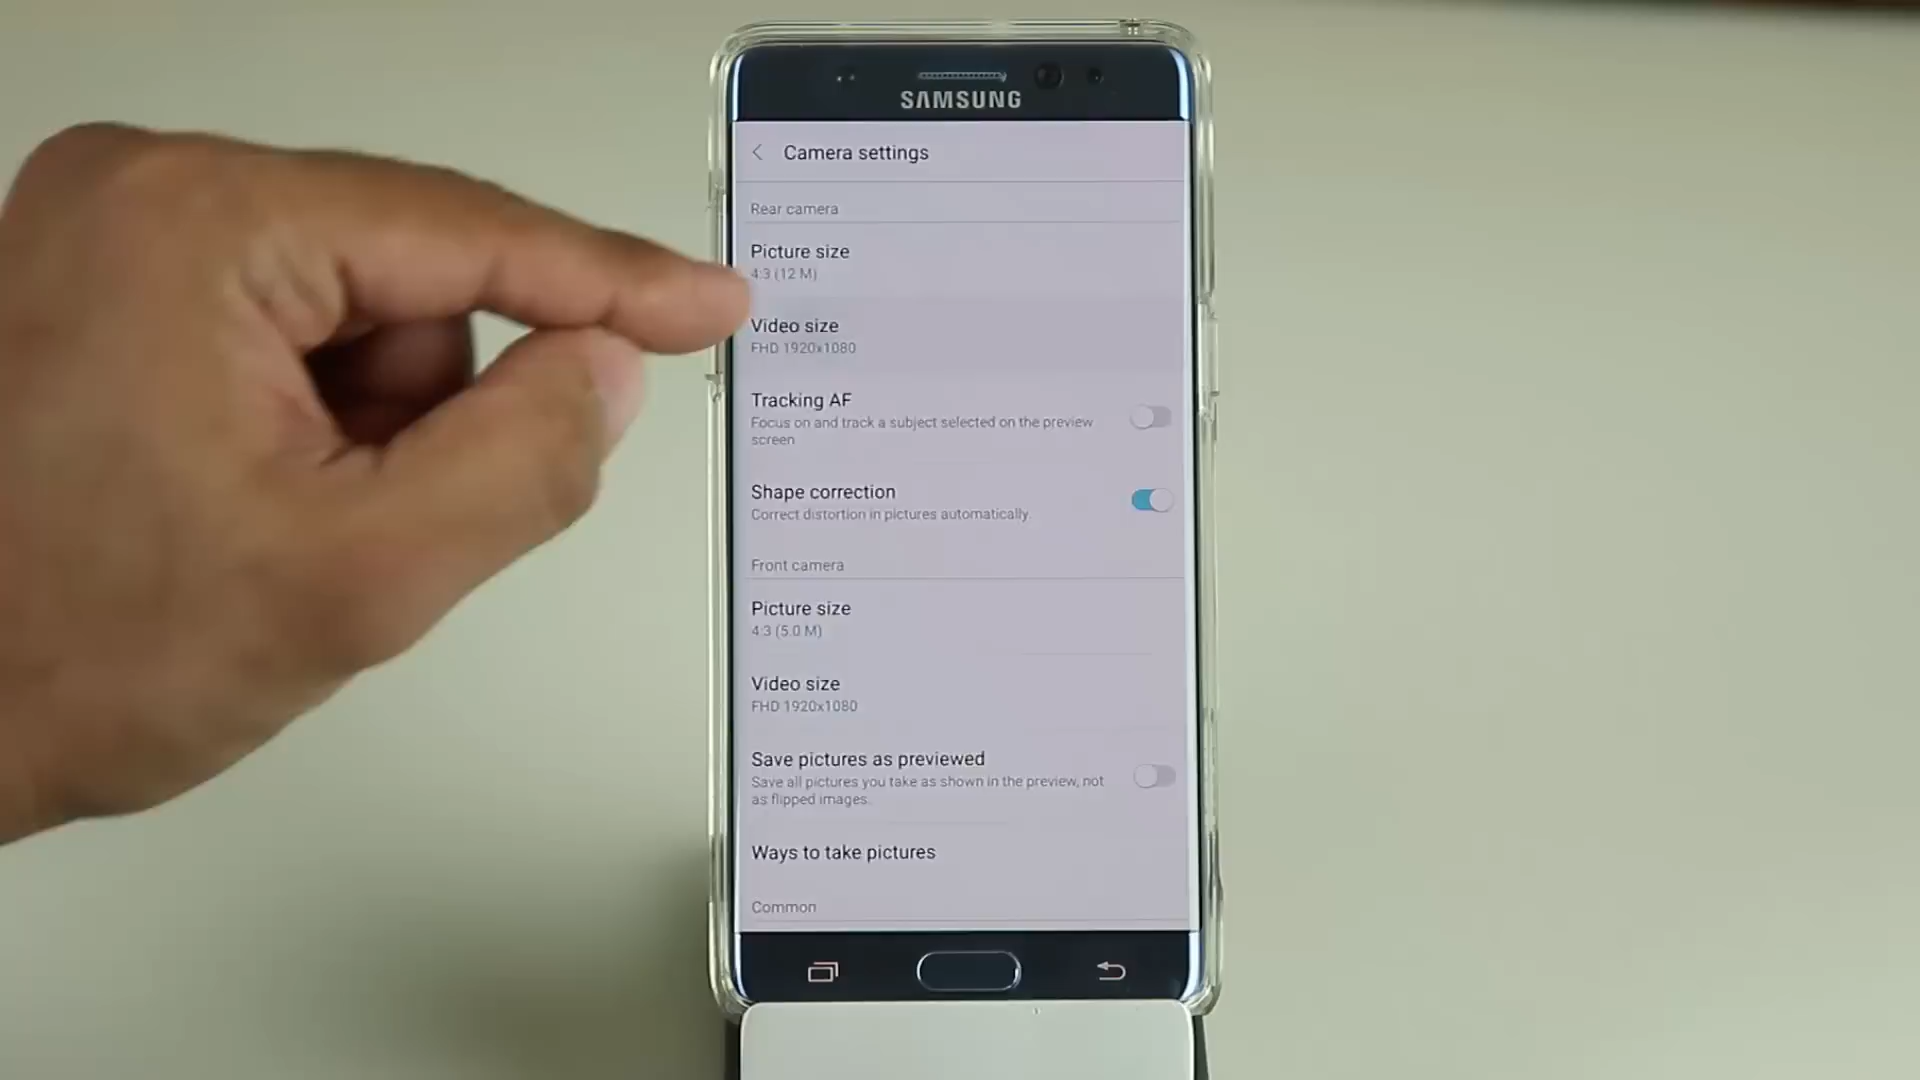 SAMSUNG
Camera settings
Rear camera
Picture size
4:3 (12 M)
Video size
FHD 1920x1080
Tracking AF
Focus on and track a subject selected on the preview
screen
Shape correction
Correct distortion in pictures automatically.
Front camera
Picture size
4:3 (5.0 M)
Video size
FHD 1920x1080
Save pictures as previewed
Save all pictures you take as shown in the preview, not
as flipped images.
Ways to take pictures
Common